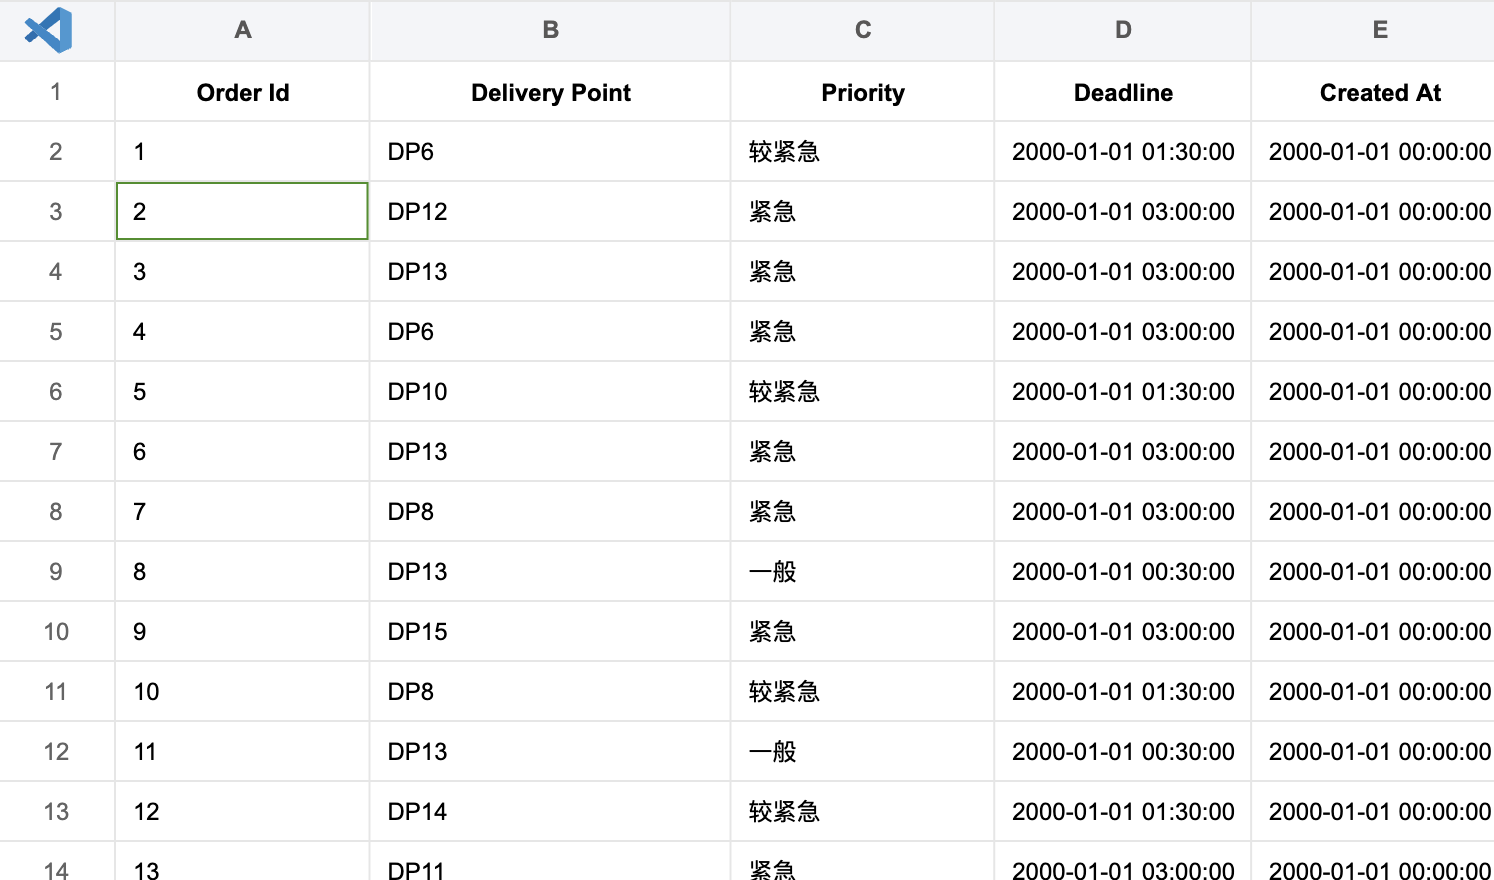 A B C D E
1 Order Id Delivery Point Priority Deadline Created At
2 1 DP6 较紧急 2000-01-01 01:30:00 2000-01-01 00:00:00
3 2 DP12 紧急 2000-01-01 03:00:00 2000-01-01 00:00:00
4 3 DP13 紧急 2000-01-01 03:00:00 2000-01-01 00:00:00
5 4 DP6 紧急 2000-01-01 03:00:00 2000-01-01 00:00:00
6 5 DP10 较紧急 2000-01-01 01:30:00 2000-01-01 00:00:00
7 6 DP13 紧急 2000-01-01 03:00:00 2000-01-01 00:00:00
8 7 DP8 紧急 2000-01-01 03:00:00 2000-01-01 00:00:00
9 8 DP13 一般 2000-01-01 00:30:00 2000-01-01 00:00:00
10 9 DP15 紧急 2000-01-01 03:00:00 2000-01-01 00:00:00
11 10 DP8 较紧急 2000-01-01 01:30:00 2000-01-01 00:00:00
12 11 DP13 一般 2000-01-01 00:30:00 2000-01-01 00:00:00
13 12 DP14 较紧急 2000-01-01 01:30:00 2000-01-01 00:00:00
14 13 DP11 紧急 2000-01-01 03:00:00 2000-01-01 00:00:00